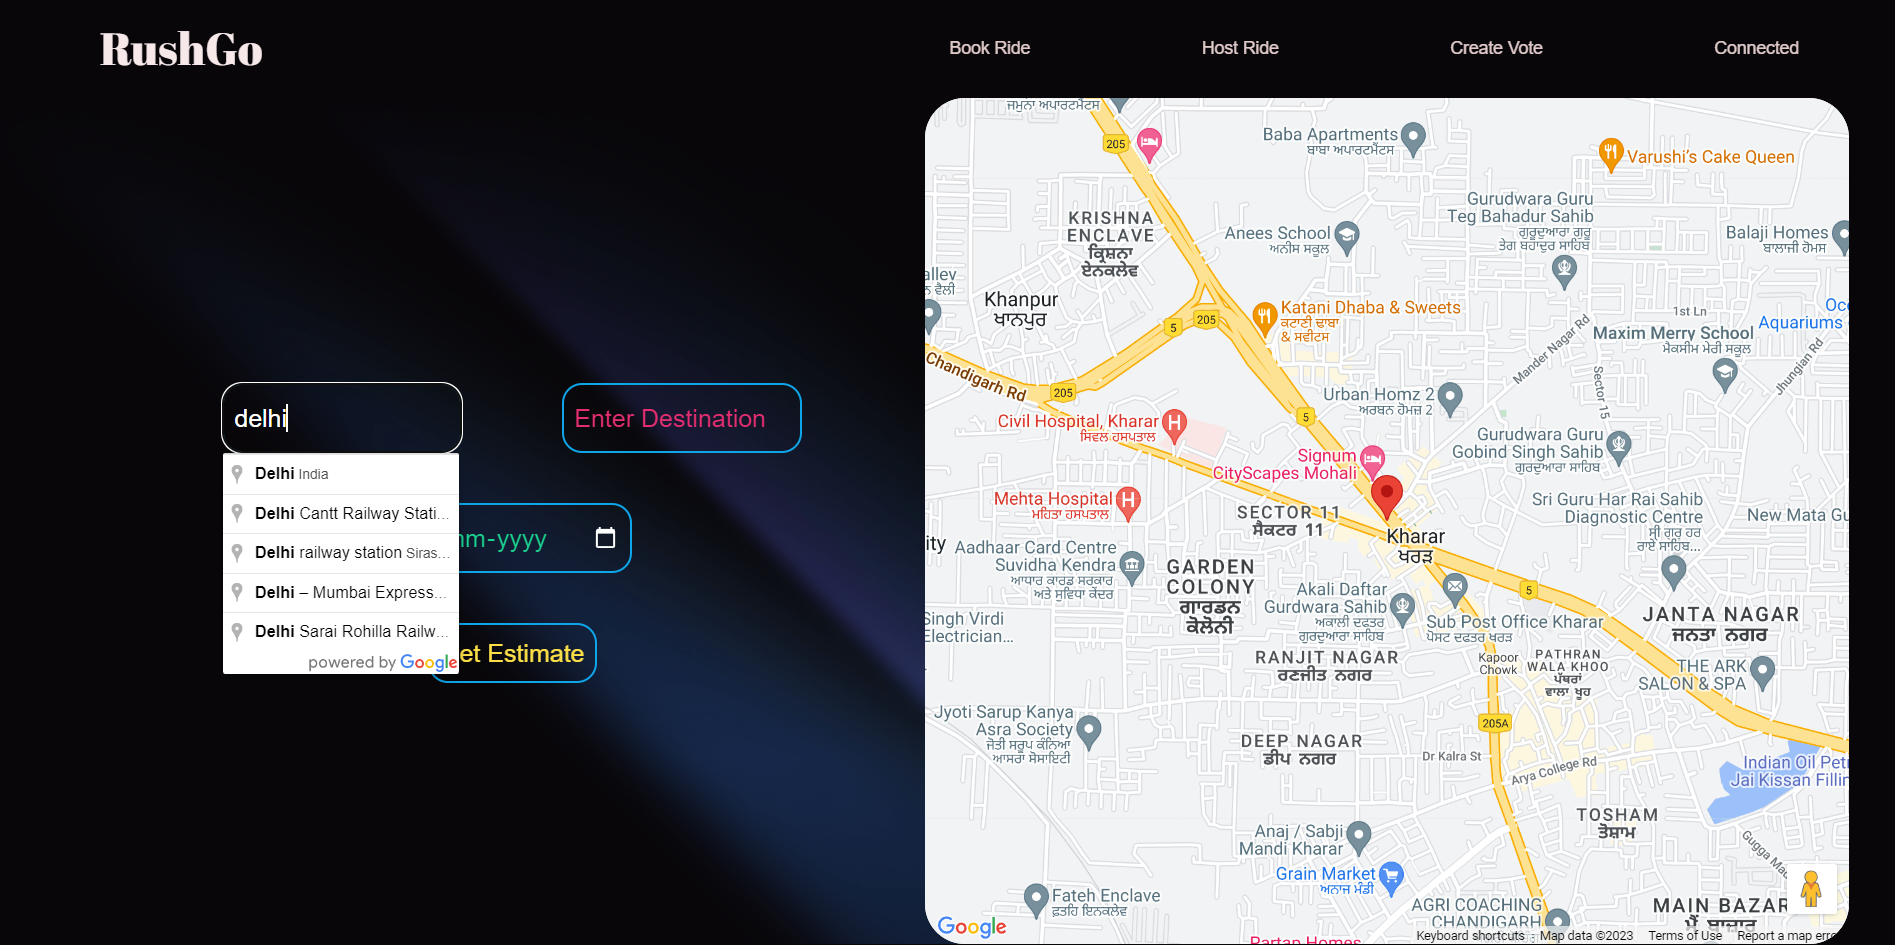 RushGo
Book Ride
Host Ride
Create Vote
Connected
delhi
Enter Destination
Delhi India
Delhi Cantt Railway Stati...
Delhi railway station Siras...
Delhi – Mumbai Express...
Delhi Sarai Rohilla Railw...
powered by Google
mm-yyyy
et Estimate
ਜਮੁਨਾ ਅਪਾਰਟਮੈਂਟਸ
205
Baba Apartments
ਬਾਬਾ ਅਪਾਰਟਮੈਂਟਸ
Varushi's Cake Queen
KRISHNA
ENCLAVE
ਕ੍ਰਿਸ਼ਨਾ
ਏਨਕਲੇਵ
Anees School
ਅਨੀਸ ਸਕੂਲ
Gurudwara Guru
Teg Bahadur Sahib
ਗੁਰੂਦੁਆਰਾ ਗੁਰੂ
ਤੇਗ ਬਹਾਦੁਰ ਸਾਹਿਬ
Balaji Homes
ਬਾਲਾਜੀ ਹੋਮਸ
alley
ਨ ਵੈਲੀ
Khanpur
ਖਾਨਪੁਰ
5
205
Katani Dhaba & Sweets
ਕਟਾਣੀ ਢਾਬਾ
& ਸਵੀਟਸ
1st Ln
Maxim Merry School
ਮੈਕਸੀਮ ਮੇਰੀ ਸਕੂਲ
Aquariums
Chandigarh Rd
205
Mander Nagar Rd
Sector 15
Jhungian Rd
Urban Homz 2
ਅਰਬਨ ਹੋਮਜ਼ 2
5
Civil Hospital, Kharar
ਸਿਵਲ ਹਸਪਤਾਲ
Gurudwara Guru
Gobind Singh Sahib
ਗੁਰਦੁਆਰਾ ਸਾਹਿਬ
Signum
CityScapes Mohali
Mehta Hospital
ਮਹਿਤਾ ਹਸਪਤਾਲ
SECTOR 11
ਸੈਕਟਰ 11
Sri Guru Har Rai Sahib
Diagnostic Centre
ਸ੍ਰੀ ਗੁਰੂ ਹਰ
ਰਾਏ ਸਾਹਿਬ...
New Mata Gu
Kharar
ਖਰੜ
ity
Aadhaar Card Centre
Suvidha Kendra
ਆਧਾਰ ਕਾਰਡ ਸੈਂਟਰ
ਅਤੇ ਸੁਵਿਧਾ ਕੇਂਦਰ
GARDEN
COLONY
ਗਾਰਡਨ
ਕੋਲੋਨੀ
Akali Daftar
Gurdwara Sahib
ਅਕਾਲੀ ਦਫਤਰ
ਗੁਰਦੁਆਰਾ ਸਾਹਿਬ
5
Sub Post Office Kharar
ਪੋਸਟ ਦਫਤਰ ਖਰੜ
JANTA NAGAR
ਜਨਤਾ ਨਗਰ
Singh Virdi
Electrician...
RANJIT NAGAR
ਰਣਜੀਤ ਨਗਰ
Kapoor
Chowk
PATHRAN
WALA KHOO
ਪੱਥਰਾਂ
ਵਾਲਾ ਖੂਹ
THE ARK
SALON & SPA
Jyoti Sarup Kanya
Asra Society
ਜੋਤੀ ਸਰੂਪ ਕੰਨਿਆ
ਆਸਰਾ ਸੋਸਾਇਟੀ
205A
DEEP NAGAR
ਡੀਪ ਨਗਰ
Dr Kalra St
Arya College Rd
Indian Oil Pet
Jai Kissan Fillin
TOSHAM
ਤੋਸ਼ਾਮ
Anaj / Sabji
Mandi Kharar
Grain Market
ਅਨਾਜ ਮੰਡੀ
Fateh Enclave
ਫ਼ਤਹਿ ਇਨਕਲੇਵ
AGRI COACHING
CHANDIGARH
MAIN BAZAR
Google
Keyboard shortcuts
Map data ©2023
Terms of Use
Report a map erro